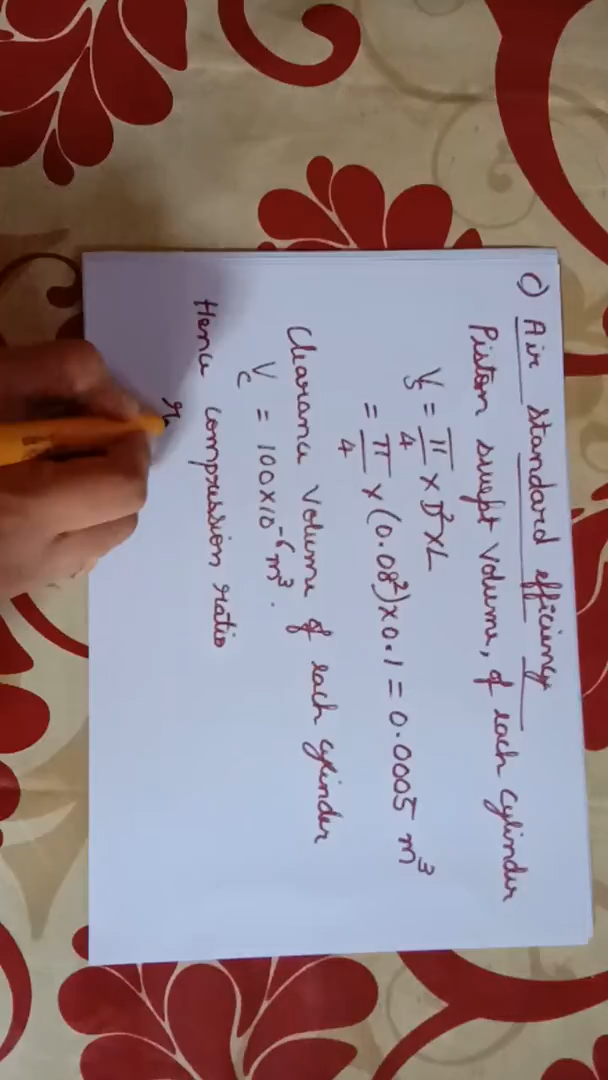 c) Air standard efficiency
Piston swept volume, of each cylinder
Vs = π/4 × D² × L
= π/4 × (0.08²) × 0.1 = 0.0005 m³
Clearance volume of each cylinder
Vc = 100×10⁻⁶ m³.
Hence compression ratio
r